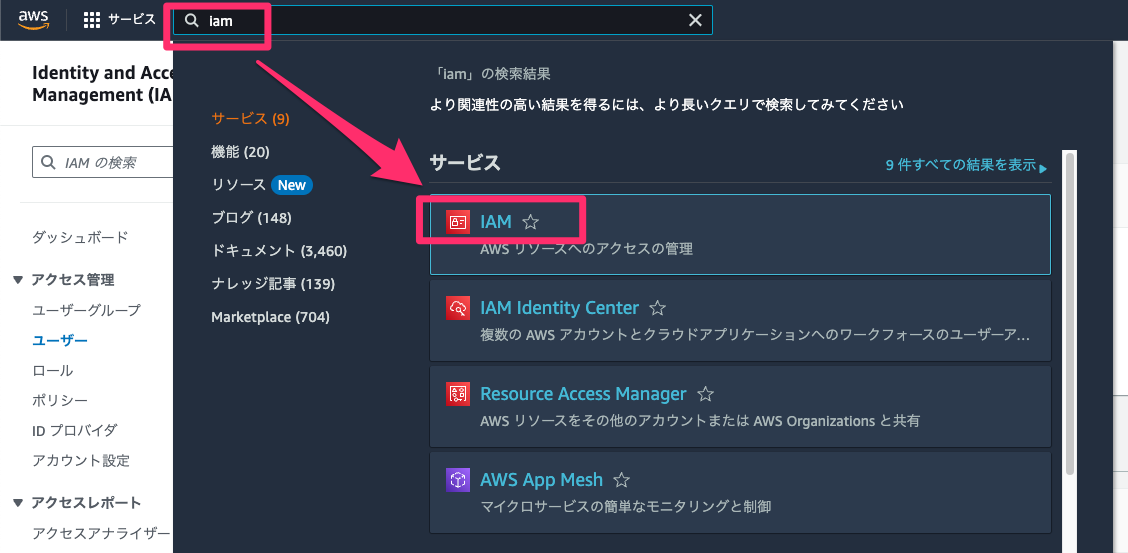 aws
サービス
iam
Identity and Acce
Management (IA
IAM の検索
ダッシュボード
アクセス管理
ユーザーグループ
ユーザー
ロール
ポリシー
ID プロバイダ
アカウント設定
アクセスレポート
アクセスアナライザー
サービス (9)
機能 (20)
リソース New
ブログ (148)
ドキュメント (3,460)
ナレッジ記事 (139)
Marketplace (704)
「iam」の検索結果
より関連性の高い結果を得るには、より長いクエリで検索してみてください
サービス
9 件すべての結果を表示
IAM
AWS リソースへのアクセスの管理
IAM Identity Center
複数の AWS アカウントとクラウドアプリケーションへのワークフォースのユーザーア...
Resource Access Manager
AWS リソースをその他のアカウントまたは AWS Organizations と共有
AWS App Mesh
マイクロサービスの簡単なモニタリングと制御